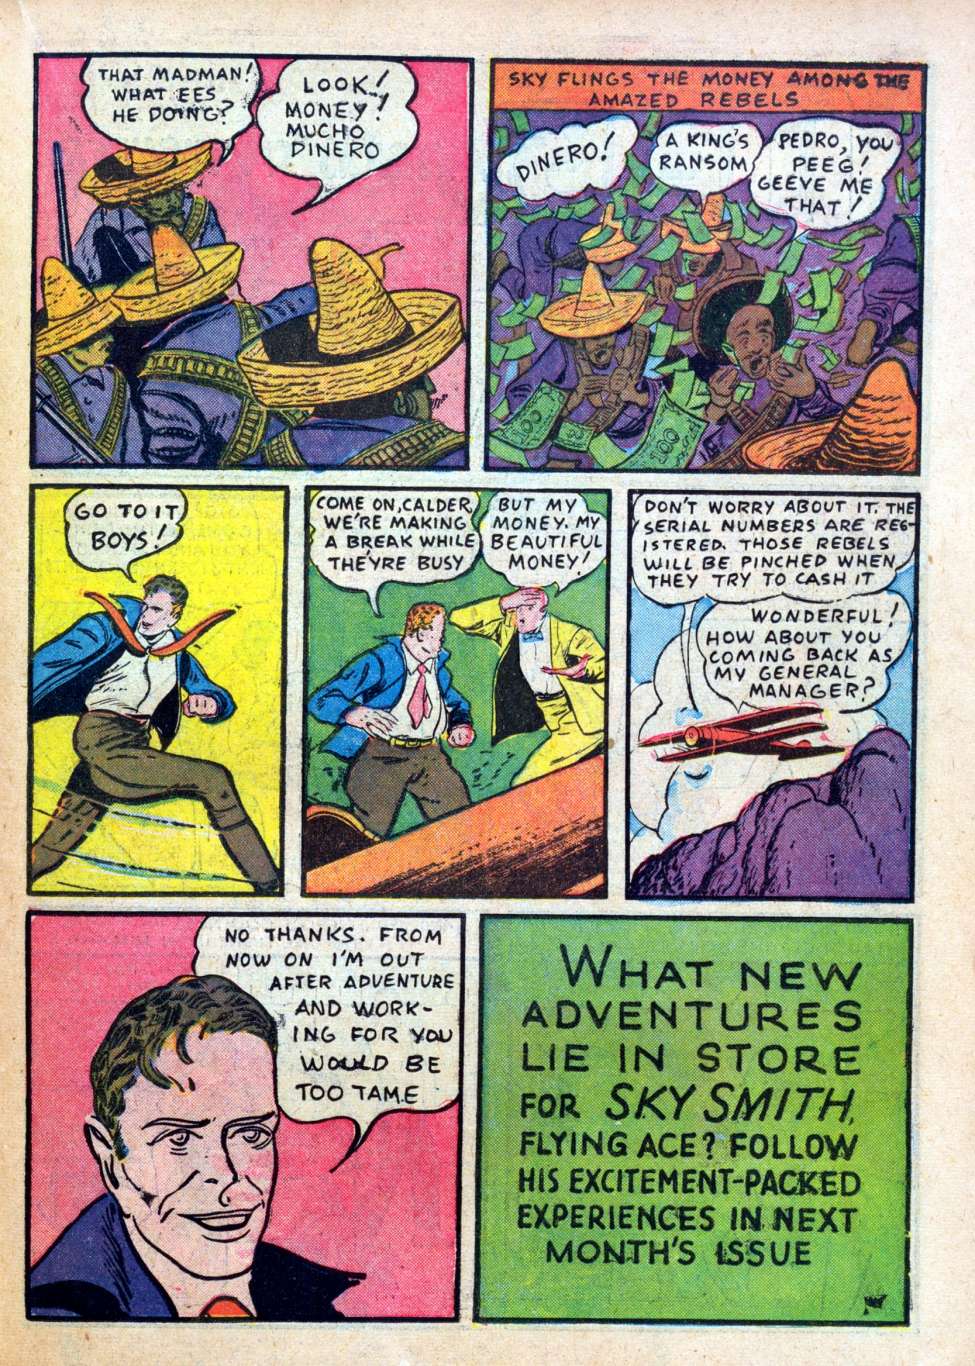 THAT MADMAN!
WHAT EES
HE DOING?
LOOK!
MONEY!
MUCHO
DINERO
SKY FLINGS THE MONEY AMONG THE
AMAZED REBELS
DINERO!
A KING'S
RANSOM
PEDRO, YOU
PEEG!
GEEVE ME
THAT!
100
100
GO TO IT
BOYS!
COME ON, CALDER,
WE'RE MAKING
A BREAK WHILE
THE'YRE BUSY
BUT MY
MONEY. MY
BEAUTIFUL
MONEY!
DON'T WORRY ABOUT IT. THE
SERIAL NUMBERS ARE REG-
ISTERED. THOSE REBELS
WILL BE PINCHED WHEN
THEY TRY TO CASH IT
WONDERFUL!
HOW ABOUT YOU
COMING BACK AS
MY GENERAL
MANAGER?
NO THANKS. FROM
NOW ON I'M OUT
AFTER ADVENTURE
AND WORK-
ING FOR YOU
WOULD BE
TOO TAME
WHAT NEW
ADVENTURES
LIE IN STORE
FOR SKY SMITH,
FLYING ACE? FOLLOW
HIS EXCITEMENT-PACKED
EXPERIENCES IN NEXT
MONTH'S ISSUE